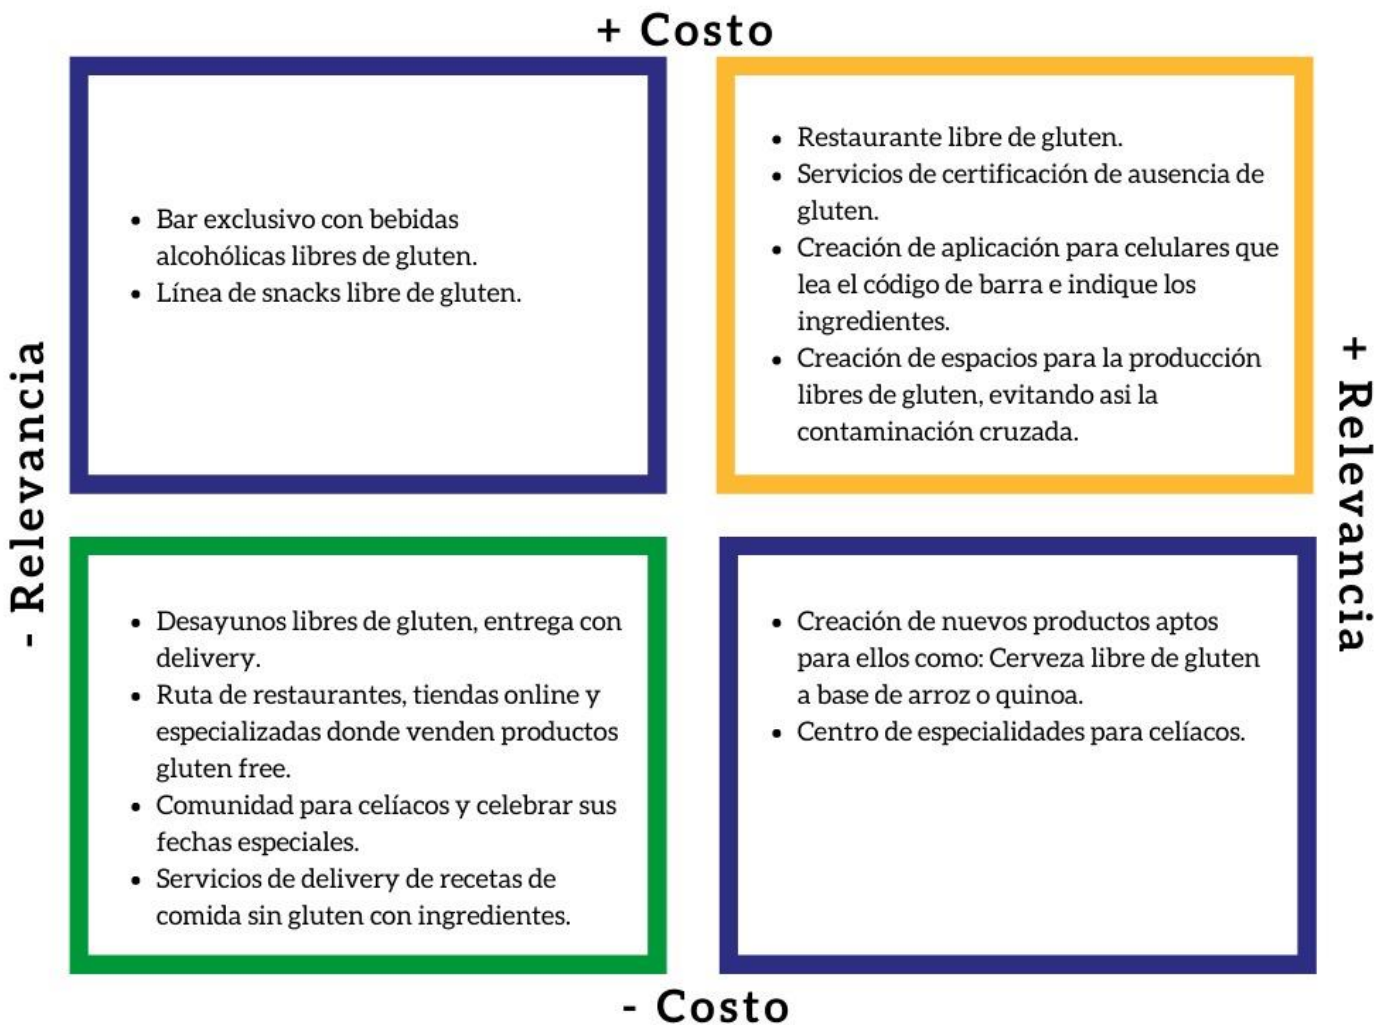 + Costo
• Bar exclusivo con bebidas
alcohólicas libres de gluten.
• Línea de snacks libre de gluten.
• Restaurante libre de gluten.
• Servicios de certificación de ausencia de
gluten.
• Creación de aplicación para celulares que
lea el código de barra e indique los
ingredientes.
• Creación de espacios para la producción
libres de gluten, evitando asi la
contaminación cruzada.
- Relevancia
+ Relevancia
• Desayunos libres de gluten, entrega con
delivery.
• Ruta de restaurantes, tiendas online y
especializadas donde venden productos
gluten free.
• Comunidad para celíacos y celebrar sus
fechas especiales.
• Servicios de delivery de recetas de
comida sin gluten con ingredientes.
• Creación de nuevos productos aptos
para ellos como: Cerveza libre de gluten
a base de arroz o quinoa.
• Centro de especialidades para celíacos.
- Costo